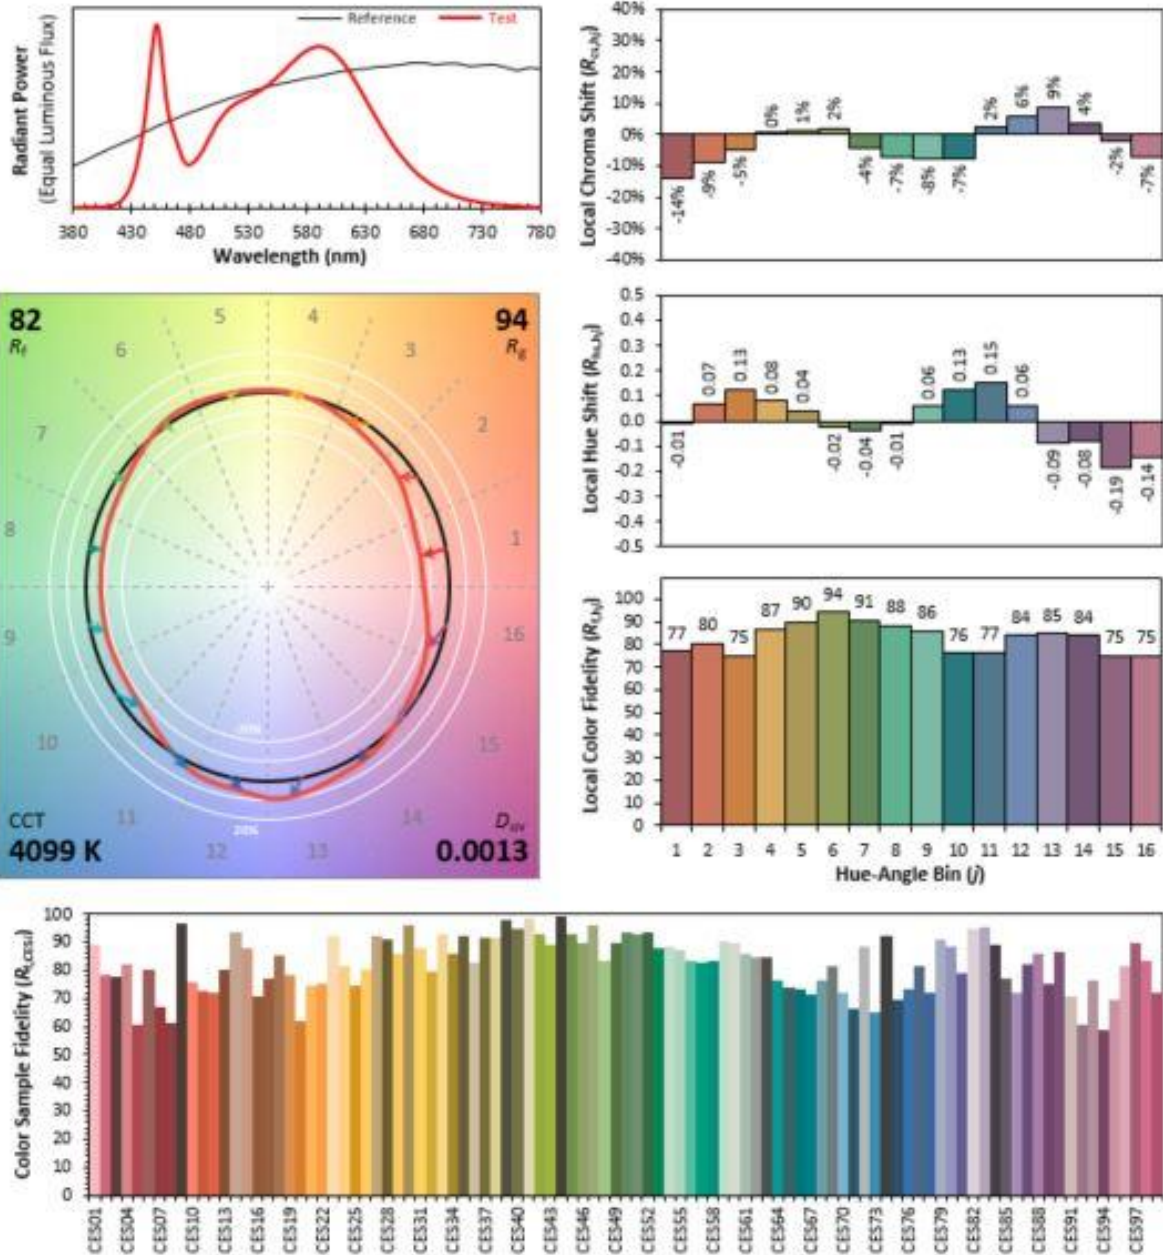 Reference Test
Radiant Power
(Equal Luminous Flux)
380 430 480 530 580 630 680 730 780
Wavelength (nm)
Local Chroma Shift (Rcs,hj)
40%
30%
20%
10%
0%
-10%
-20%
-30%
-40%
-14% -9% -5% 0% 1% 2% -4% -7% -8% -7% 2% 6% 9% 4% -2% -7%
82
Rf
94
Rg
5 4
6 3
7 2
8 1
9 16
10 15
11 14
12 13
20%
CCT
4099 K
Duv
0.0013
Local Hue Shift (Rhs,hj)
0.5
0.4
0.3
0.2
0.1
0.0
-0.1
-0.2
-0.3
-0.4
-0.5
-0.01 0.07 0.13 0.08 0.04 -0.02 -0.04 -0.01 0.06 0.13 0.15 0.06 -0.09 -0.08 -0.19 -0.14
Local Color Fidelity (Rf,hj)
100
90
80
70
60
50
40
30
20
10
0
77 80 75 87 90 94 91 88 86 76 77 84 85 84 75 75
1 2 3 4 5 6 7 8 9 10 11 12 13 14 15 16
Hue-Angle Bin (j)
Color Sample Fidelity (Rf,CESi)
100
90
80
70
60
50
40
30
20
10
0
CES01 CES04 CES07 CES10 CES13 CES16 CES19 CES22 CES25 CES28 CES31 CES34 CES37 CES40 CES43 CES46 CES49 CES52 CES55 CES58 CES61 CES64 CES67 CES70 CES73 CES76 CES79 CES82 CES85 CES88 CES91 CES94 CES97